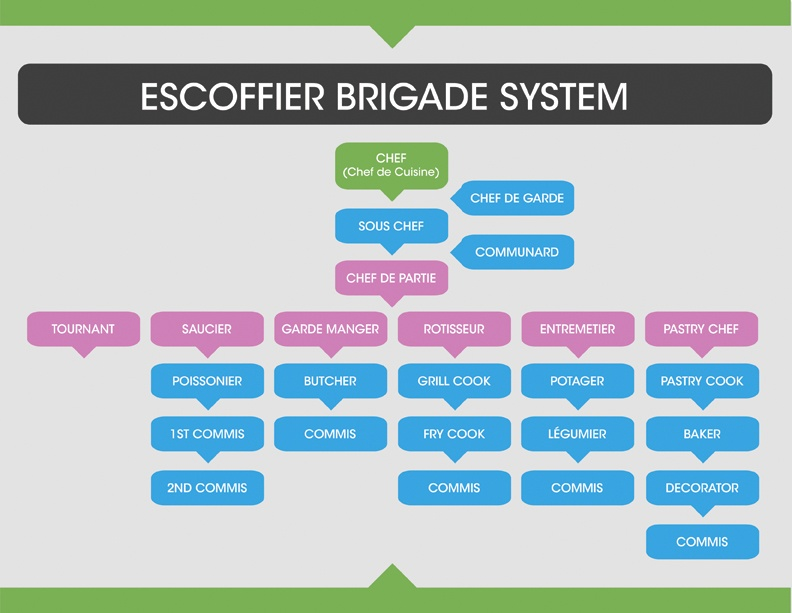 ESCOFFIER BRIGADE SYSTEM
CHEF
(Chef de Cuisine)
CHEF DE GARDE
SOUS CHEF
COMMUNARD
CHEF DE PARTIE
TOURNANT
SAUCIER
GARDE MANGER
ROTISSEUR
ENTREMETIER
PASTRY CHEF
POISSONIER
BUTCHER
GRILL COOK
POTAGER
PASTRY COOK
1ST COMMIS
COMMIS
FRY COOK
LÉGUMIER
BAKER
2ND COMMIS
COMMIS
COMMIS
DECORATOR
COMMIS